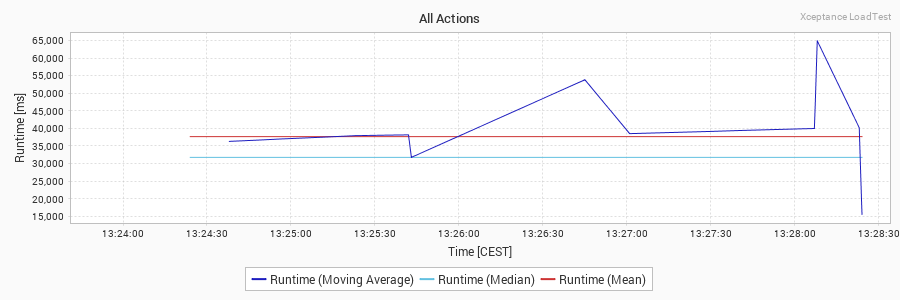 All Actions
Xceptance LoadTest
65,000
60,000
55,000
50,000
45,000
40,000
35,000
30,000
25,000
20,000
15,000
Runtime [ms]
13:24:00 13:24:30 13:25:00 13:25:30 13:26:00 13:26:30 13:27:00 13:27:30 13:28:00 13:28:30
Time [CEST]
Runtime (Moving Average) Runtime (Median) Runtime (Mean)